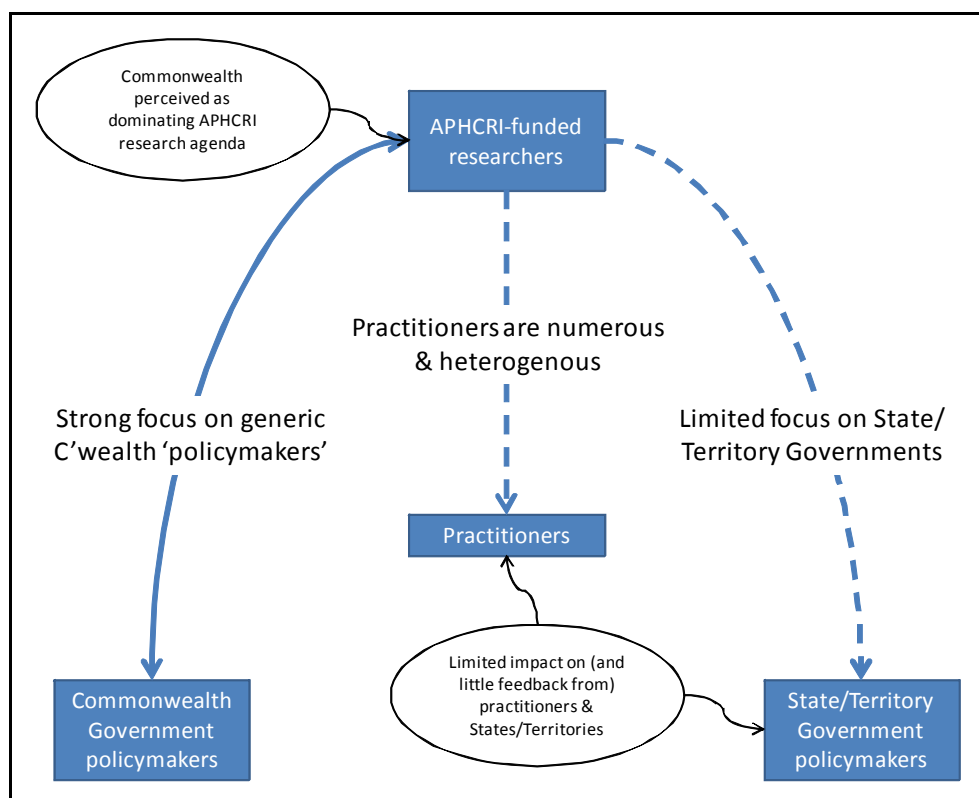 Commonwealth
perceived as
dominating APHCRI
research agenda
APHCRI-funded
researchers
Practitioners are numerous
& heterogenous
Strong focus on generic
C'wealth 'policymakers'
Limited focus on State/
Territory Governments
Practitioners
Limited impact on (and
little feedback from)
practitioners &
States/Territories
Commonwealth
Government
policymakers
State/Territory
Government
policymakers